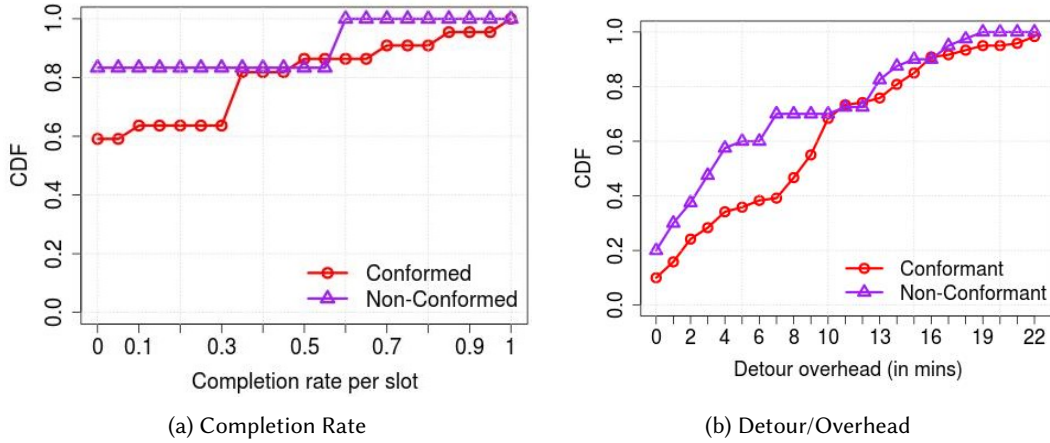 CDF
1.0
0.8
0.6
0.4
0.2
0.0
Conformed
Non-Conformed
0 0.1 0.3 0.5 0.7 0.9 1
Completion rate per slot
(a) Completion Rate
CDF
1.0
0.8
0.6
0.4
0.2
0.0
Conformant
Non-Conformant
0 2 4 6 8 10 13 16 19 22
Detour overhead (in mins)
(b) Detour/Overhead